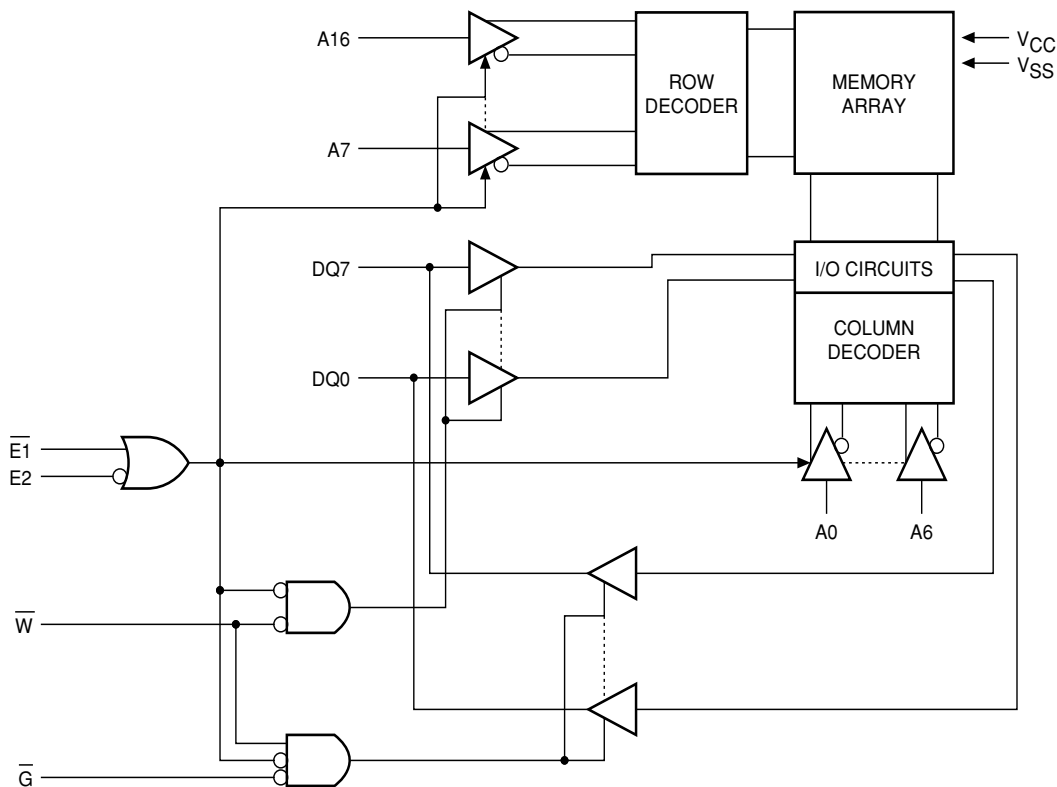 A16
ROW
DECODER
MEMORY
ARRAY
VCC
VSS
A7
DQ7
I/O CIRCUITS
COLUMN
DECODER
DQ0
E1
E2
A0
A6
W
G